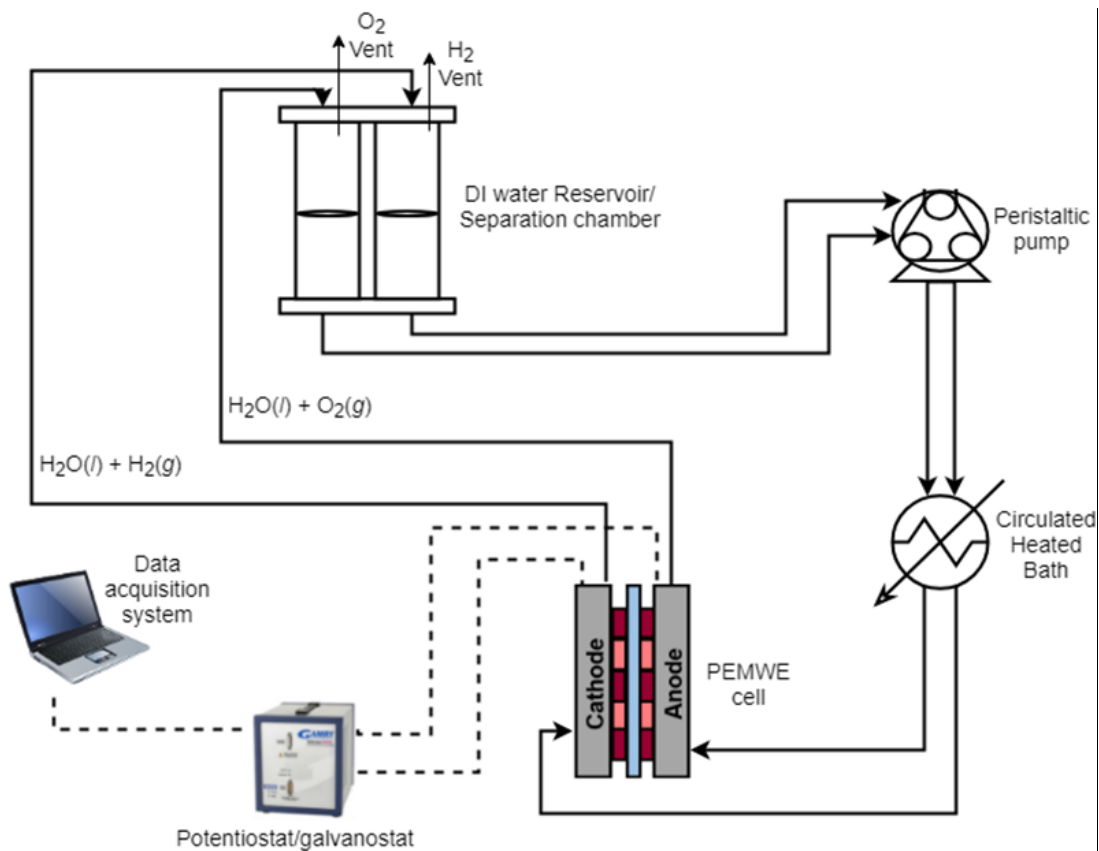 O2
Vent
H2
Vent
DI water Reservoir/
Separation chamber
Peristaltic
pump
H2O(l) + O2(g)
H2O(l) + H2(g)
Circulated
Heated
Bath
Data
acquisition
system
Cathode
Anode
PEMWE
cell
GAMRY
Potentiostat/galvanostat